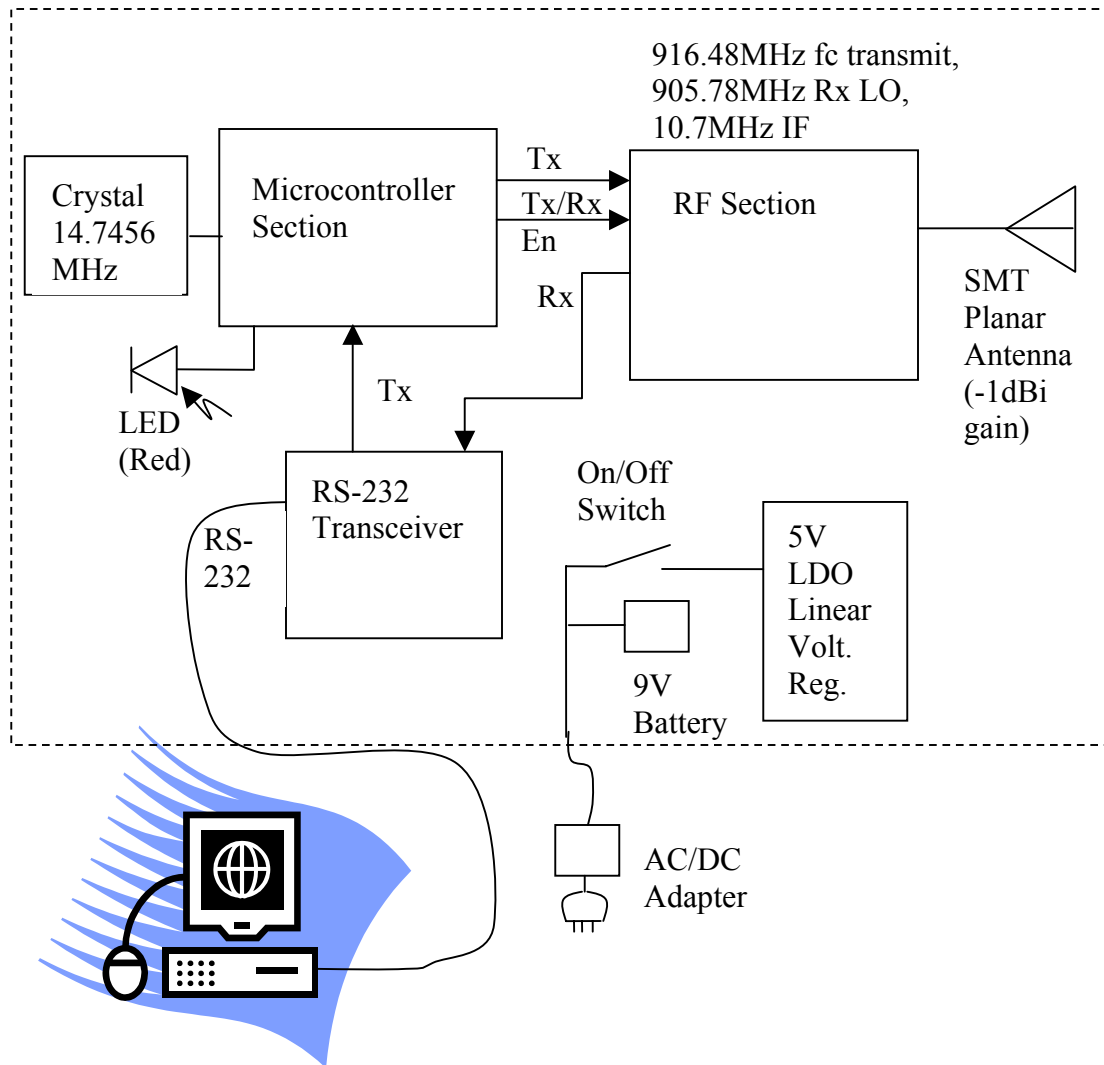 916.48MHz fc transmit,
905.78MHz Rx LO,
10.7MHz IF
Crystal
14.7456
MHz
Microcontroller
Section
Tx
Tx/Rx
En
Rx
RF Section
SMT
Planar
Antenna
(-1dBi
gain)
LED
(Red)
Tx
RS-232
Transceiver
RS-
232
On/Off
Switch
9V
Battery
5V
LDO
Linear
Volt.
Reg.
AC/DC
Adapter